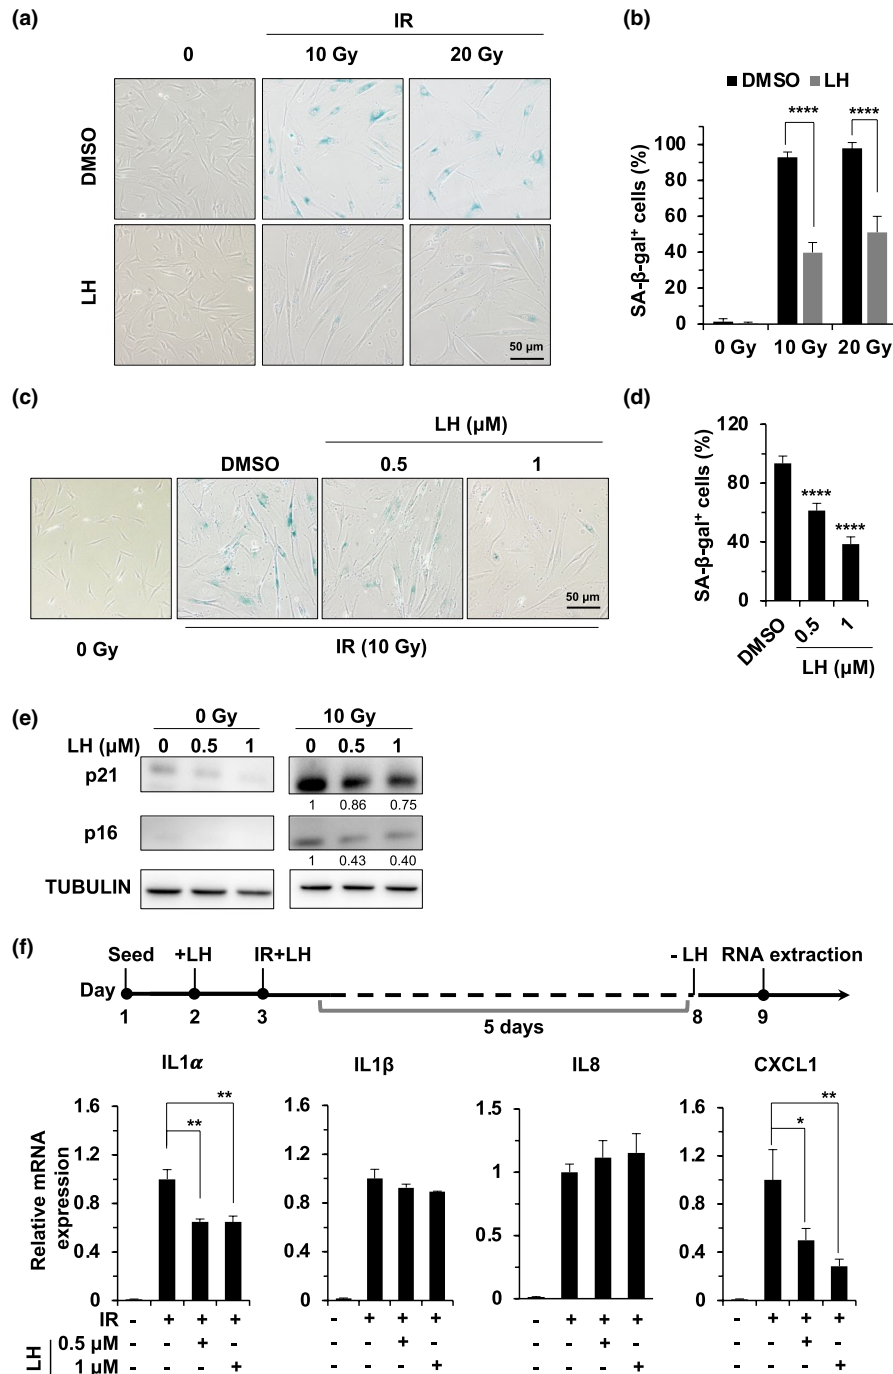 (a)
IR
0 10 Gy 20 Gy
DMSO
LH
50 µm
(b)
DMSO LH
**** ****
SA-β-gal⁺ cells (%)
100
80
60
40
20
0
0 Gy 10 Gy 20 Gy
(c)
LH (µM)
DMSO 0.5 1
50 µm
0 Gy IR (10 Gy)
(d)
SA-β-gal⁺ cells (%)
120
80
40
0
****
****
DMSO 0.5 1
LH (µM)
(e)
0 Gy 10 Gy
LH (µM) 0 0.5 1 0 0.5 1
p21
1 0.86 0.75
p16
1 0.43 0.40
TUBULIN
(f)
Seed +LH IR+LH - LH RNA extraction
Day
1 2 3 8 9
5 days
IL1α IL1β IL8 CXCL1
Relative mRNA
expression
1.6
1.2
0.8
0.4
0
**
**
1.6
1.2
0.8
0.4
0
1.5
1
0.5
0
1.6
1.2
0.8
0.4
0
**
*
IR - + + + - + + + - + + + - + + +
LH
0.5 µM - - + - - + - - + - - +
1 µM - - + - - + - - + - - +